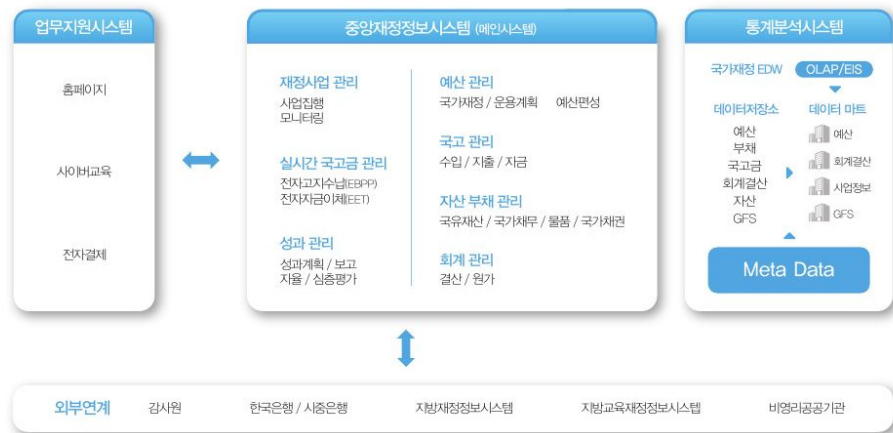 업무지원시스템
홈페이지
사이버교육
전자결제
중앙재정정보시스템 (메인시스템)
재정사업 관리
사업집행
모니터링
실시간 국고금 관리
전자고지수납(EBPP)
전자자금이체(EET)
성과 관리
성과계획 / 보고
자율 / 심층평가
예산 관리
국가재정 / 운용계획 예산편성
국고 관리
수입 / 지출 / 자금
자산 부채 관리
국유재산 / 국가채무 / 물품 / 국가채권
회계 관리
결산 / 원가
통계분석시스템
국가재정 EDW OLAP/EIS
데이터저장소
예산
부채
국고금
회계결산
자산
GFS
데이터 마트
예산
회계결산
사업정보
GFS
Meta Data
외부연계 감사원 한국은행 / 시중은행 지방재정정보시스템 지방교육재정정보시스템 비영리공공기관